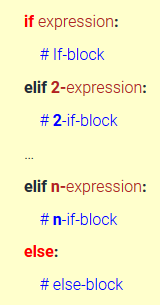 if expression:
# If-block
elif 2-expression:
# 2-if-block
...
elif n-expression:
# n-if-block
else:
# else-block